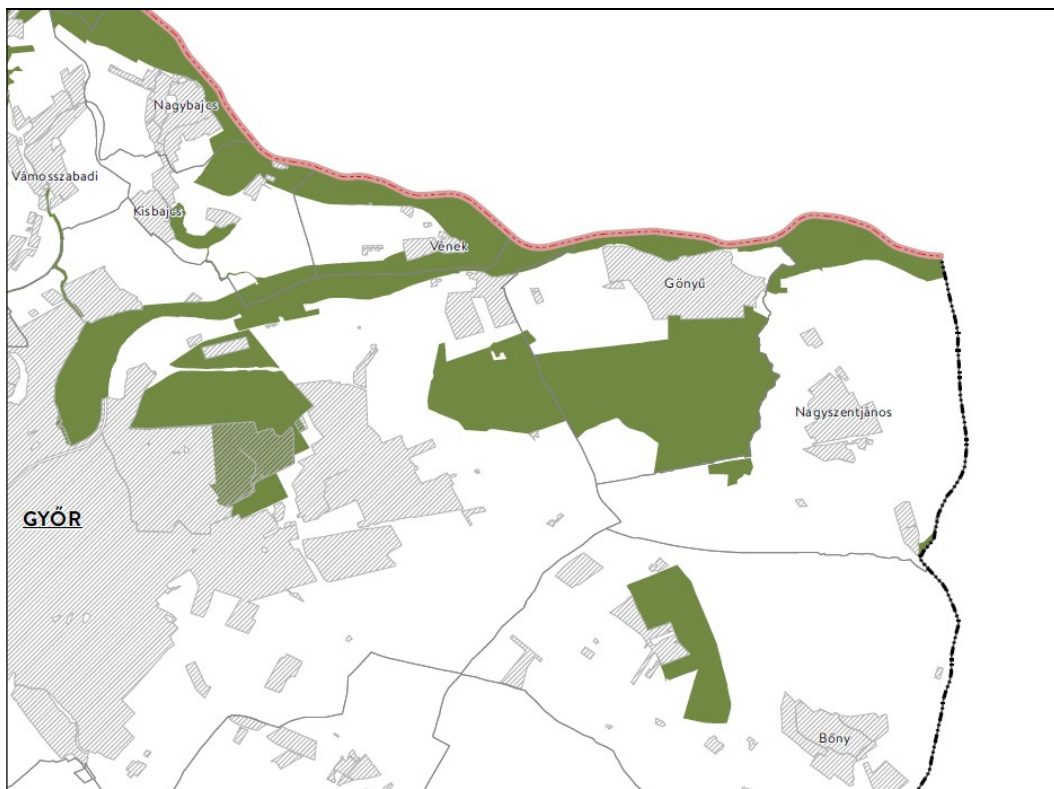 Nagybajcs
Vámosszabadi
Kisbajcs
Vének
Gönyű
Nagyszentjános
GYŐR
Bőny